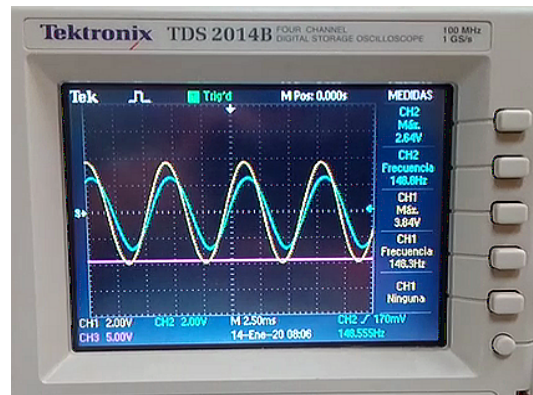 Tektronix TDS 2014B FOUR CHANNEL DIGITAL STORAGE OSCILLOSCOPE 100 MHz 1 GS/s
Tek Trig'd M Pos: 0.000s MEDIDAS
CH2
Máx.
2.64V
CH2
Frecuencia
148.8Hz
CH1
Máx.
3.84V
CH1
Frecuencia
148.3Hz
CH1
Ninguna
3
CH1 2.00V CH2 2.00V M 2.50ms CH2 170mV
CH3 5.00V 14-Ene-20 08:06 148.555Hz